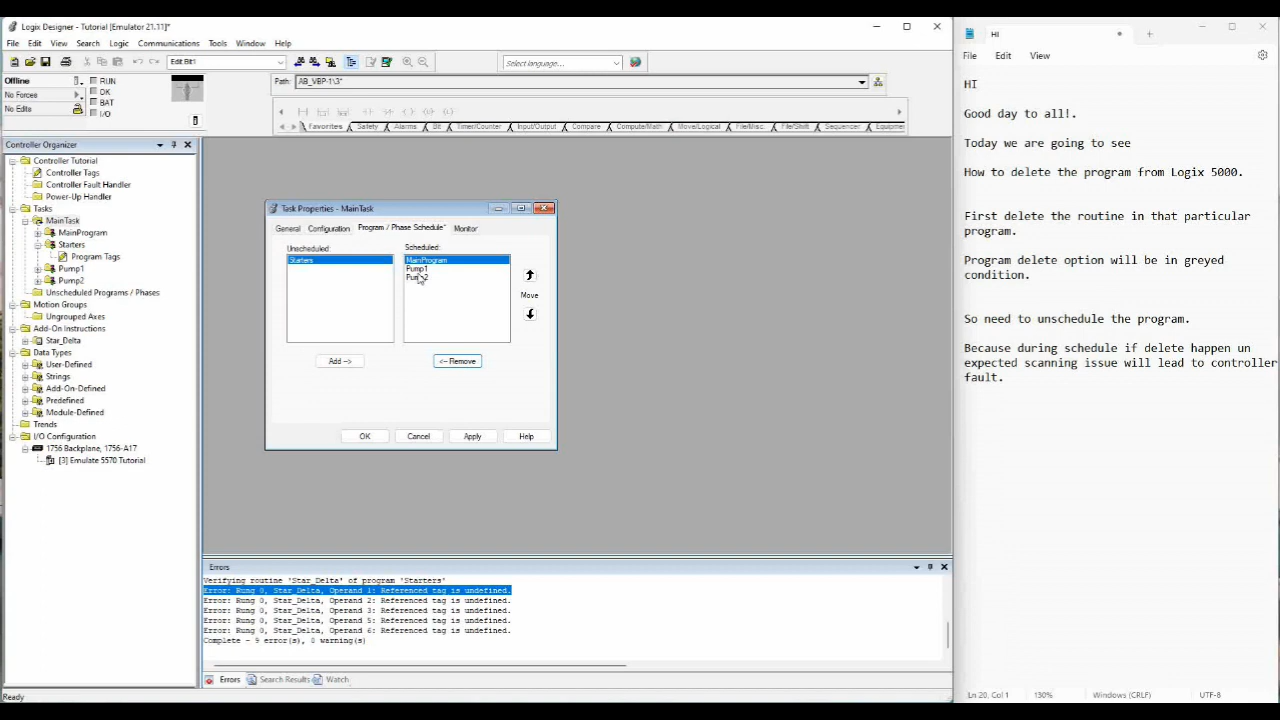 Logix Designer - Tutorial [Emulator 21.11]*
File Edit View Search Logic Communications Tools Window Help
Edit Bit1
Select language...
Offline
RUN
No Forces
OK
BAT
No Edits
I/O
Path: AB_VBP-1\3*
Favorites Safety Alarms Bit Timer/Counter Input/Output Compare Compute/Math Move/Logical File/Misc. File/Shift Sequencer Equipment
Controller Organizer
Controller Tutorial
Controller Tags
Controller Fault Handler
Power-Up Handler
Tasks
MainTask
MainProgram
Starters
Program Tags
Pump1
Pump2
Unscheduled Programs / Phases
Motion Groups
Ungrouped Axes
Add-On Instructions
Star_Delta
Data Types
User-Defined
Strings
Add-On-Defined
Predefined
Module-Defined
Trends
I/O Configuration
1756 Backplane, 1756-A17
[3] Emulate 5570 Tutorial
Task Properties - MainTask
General Configuration Program / Phase Schedule* Monitor
Unscheduled: Scheduled:
Starters
MainProgram
Pump1
Pump2
Move
Add -->
<-- Remove
OK Cancel Apply Help
Errors
Verifying routine 'Star_Delta' of program 'Starters'
Error: Rung 0, Star_Delta, Operand 1: Referenced tag is undefined.
Error: Rung 0, Star_Delta, Operand 2: Referenced tag is undefined.
Error: Rung 0, Star_Delta, Operand 3: Referenced tag is undefined.
Error: Rung 0, Star_Delta, Operand 5: Referenced tag is undefined.
Error: Rung 0, Star_Delta, Operand 6: Referenced tag is undefined.
Complete - 9 error(s), 0 warning(s)
Errors Search Results Watch
Ready
HI
File Edit View
HI
Good day to all!.
Today we are going to see
How to delete the program from Logix 5000.
First delete the routine in that particular
program.
Program delete option will be in greyed
condition.
So need to unschedule the program.
Because during schedule if delete happen un
expected scanning issue will lead to controller
fault.
Ln 20, Col 1 130% Windows (CRLF) UTF-8